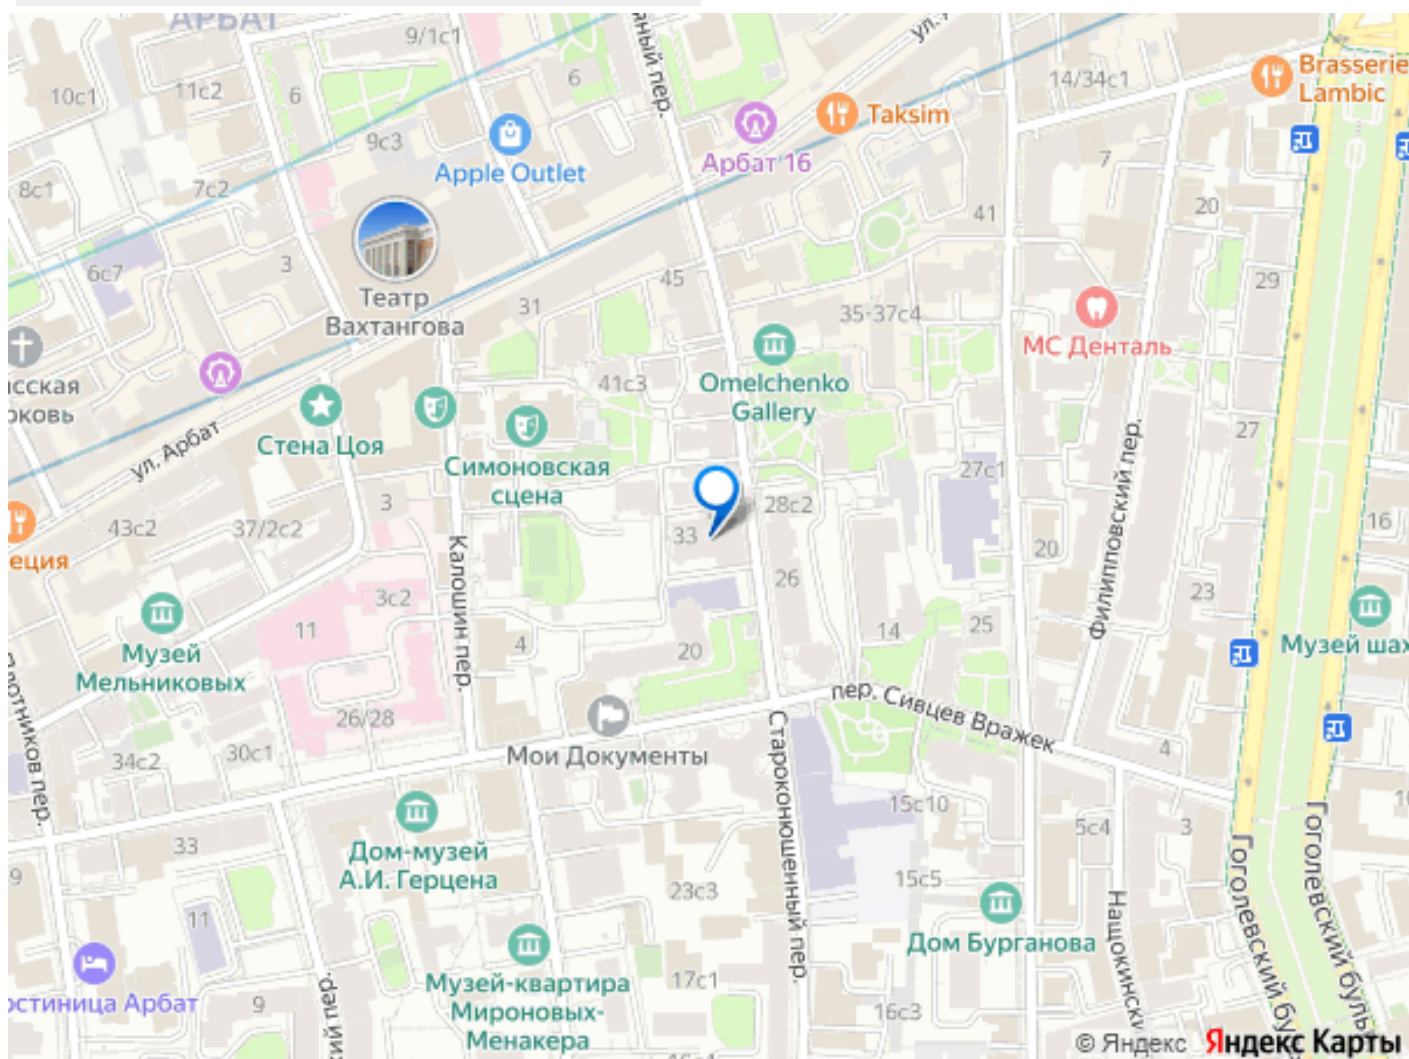 АРБАТ
9/1с1
6
11с2
10с1
6
9с3
7с2
8с1
6с7
3
Apple Outlet
Арбат 16
Taksim
14/34с1
Brasserie
Lambic
7
41
20
29
Театр
Вахтангова
31
45
35-37с4
МС Денталь
Omelchenko
Gallery
41с3
ул. Арбат
Стена Цоя
Симоновская
сцена
27
27с1
Филипповский пер.
43с2
37/2с2
3
33
28с2
26
20
16
23
Калошин пер.
3с2
11
Музей
Мельниковых
4
20
14
25
Музей шах
26/28
30с1
34с2
Мои Документы
пер. Сивцев Вражек
Староконюшенный пер.
4
33
9
11
Дом-музей
А.И. Герцена
23с3
15с10
15с5
5с4
3
Гоголевский бу
Гоголевский буль
Нащокински
Дом Бурганова
остиница Арбат
9
Музей-квартира
Мироновых-
Менакера
17с1
16с3
© Яндекс Яндекс Карты